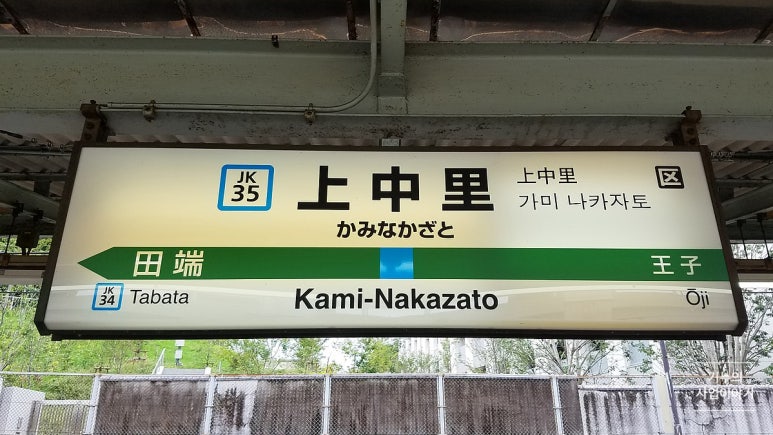 JK
35
上中里
上中里
가미 나카자토
区
かみなかざと
田端
王子
JK
34
Tabata
Kami-Nakazato
Ōji